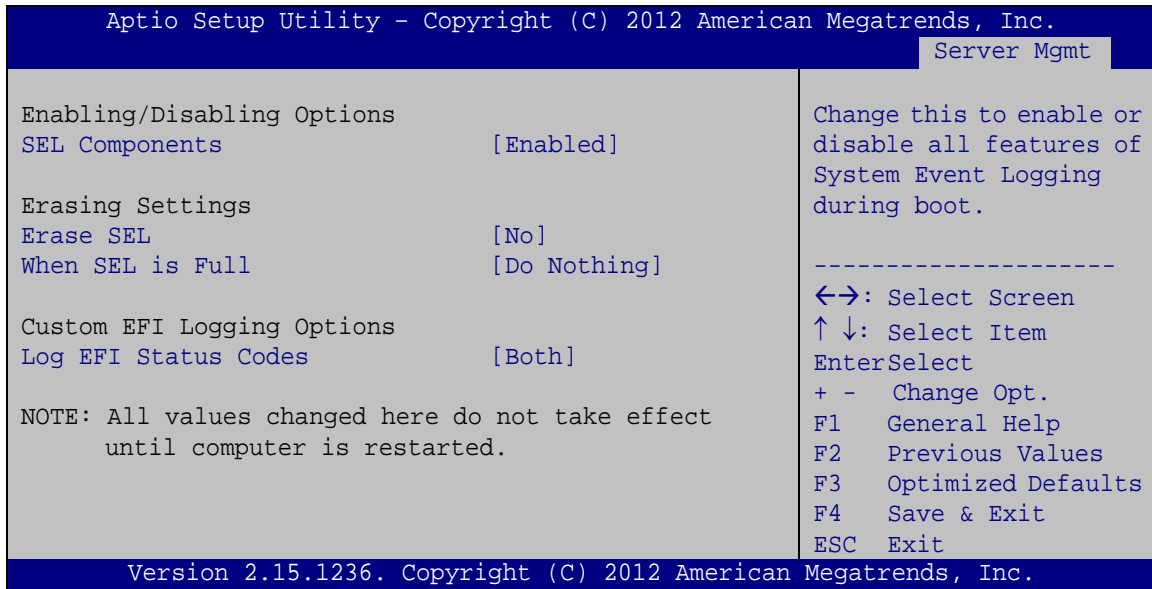 Aptio Setup Utility – Copyright (C) 2012 American Megatrends, Inc.
Server Mgmt
Enabling/Disabling Options
SEL Components [Enabled]
Erasing Settings
Erase SEL [No]
When SEL is Full [Do Nothing]
Custom EFI Logging Options
Log EFI Status Codes [Both]
NOTE: All values changed here do not take effect
until computer is restarted.
Change this to enable or
disable all features of
System Event Logging
during boot.
---------------------
←→: Select Screen
↑ ↓: Select Item
EnterSelect
+ - Change Opt.
F1 General Help
F2 Previous Values
F3 Optimized Defaults
F4 Save & Exit
ESC Exit
Version 2.15.1236. Copyright (C) 2012 American Megatrends, Inc.